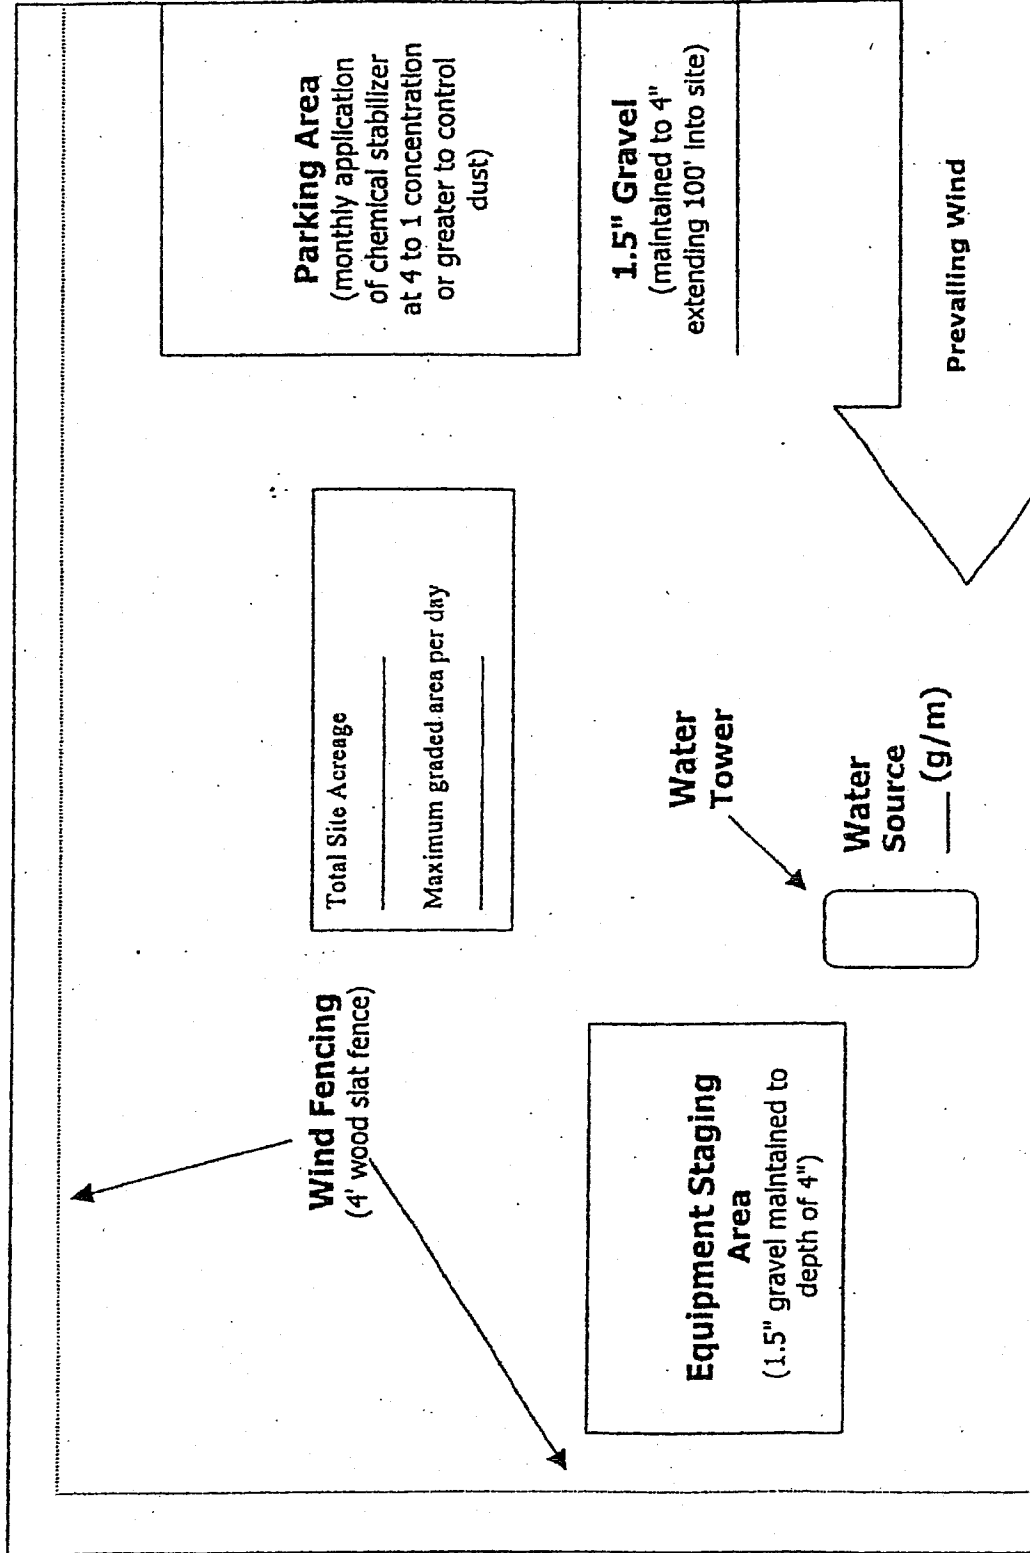 Parking Area
(monthly application
of chemical stabilizer
at 4 to 1 concentration
or greater to control
dust)
1.5" Gravel
(maintained to 4"
extending 100' into site)
Prevailing Wind
Total Site Acreage
Maximum graded area per day
Water
Tower
Water
Source
(g/m)
Wind Fencing
(4' wood slat fence)
Equipment Staging
Area
(1.5" gravel maintained to
depth of 4")